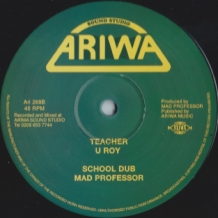 SOUND STUDIO
ARIWA
Ari 268B
45 RPM
Recorded and Mixed at
ARIWA SOUND STUDIO
Produced by
MAD PROFESSOR
Published by
ARIWA MUSIC
TEACHER
U ROY
SCHOOL DUB
MAD PROFESSOR